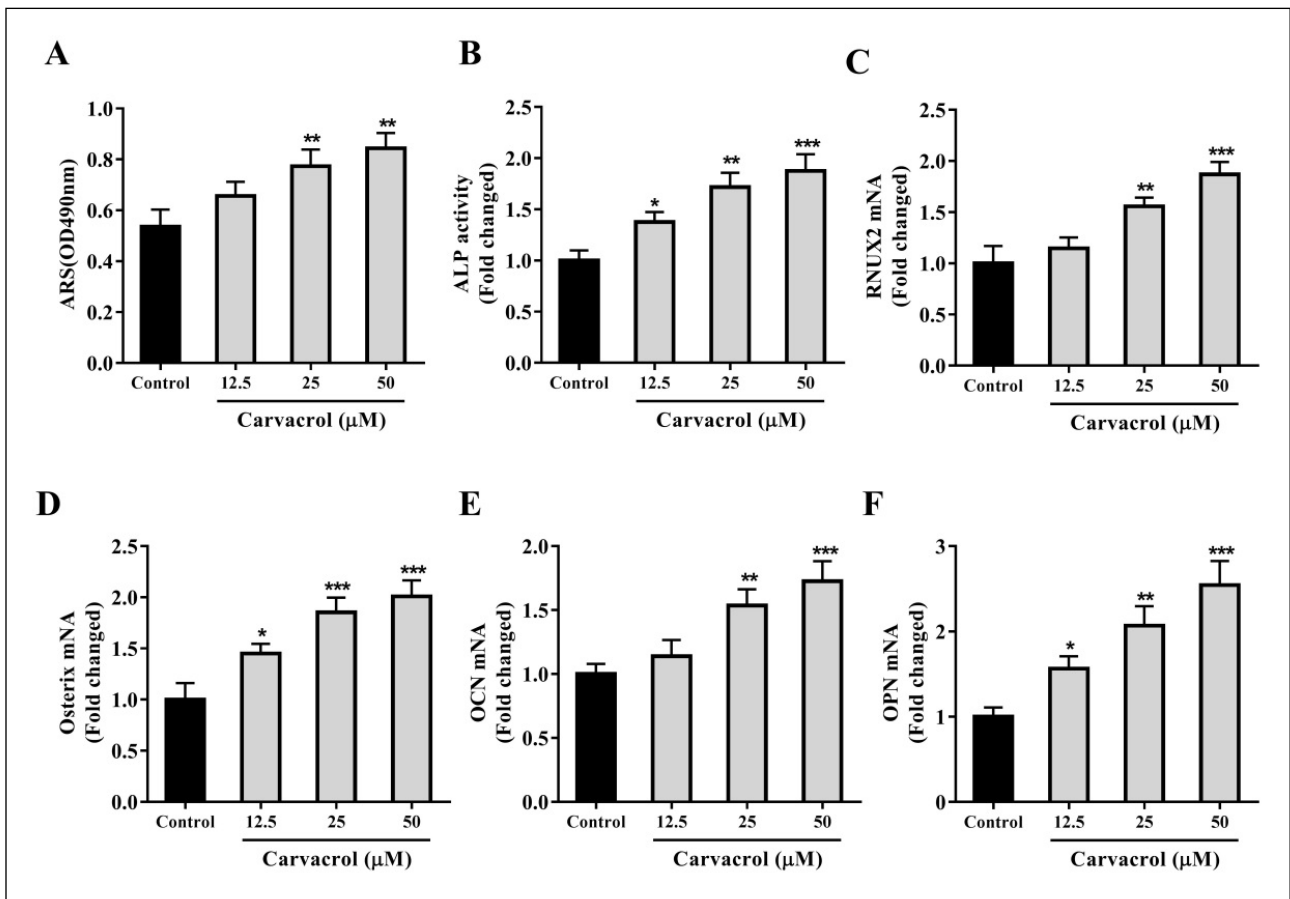 A
ARS(OD490nm)
1.0
0.8
0.6
0.4
0.2
0.0
**
**
Control
12.5
25
50
Carvacrol (μM)
B
ALP activity
(Fold changed)
2.5
2.0
1.5
1.0
0.5
0.0
*
**
***
Control
12.5
25
50
Carvacrol (μM)
C
RNUX2 mNA
(Fold changed)
2.5
2.0
1.5
1.0
0.5
0.0
**
***
Control
12.5
25
50
Carvacrol (μM)
D
Osterix mNA
(Fold changed)
2.5
2.0
1.5
1.0
0.5
0.0
*
***
***
Control
12.5
25
50
Carvacrol (μM)
E
OCN mNA
(Fold changed)
2.0
1.5
1.0
0.5
0.0
**
***
Control
12.5
25
50
Carvacrol (μM)
F
OPN mNA
(Fold changed)
3
2
1
0
*
**
***
Control
12.5
25
50
Carvacrol (μM)